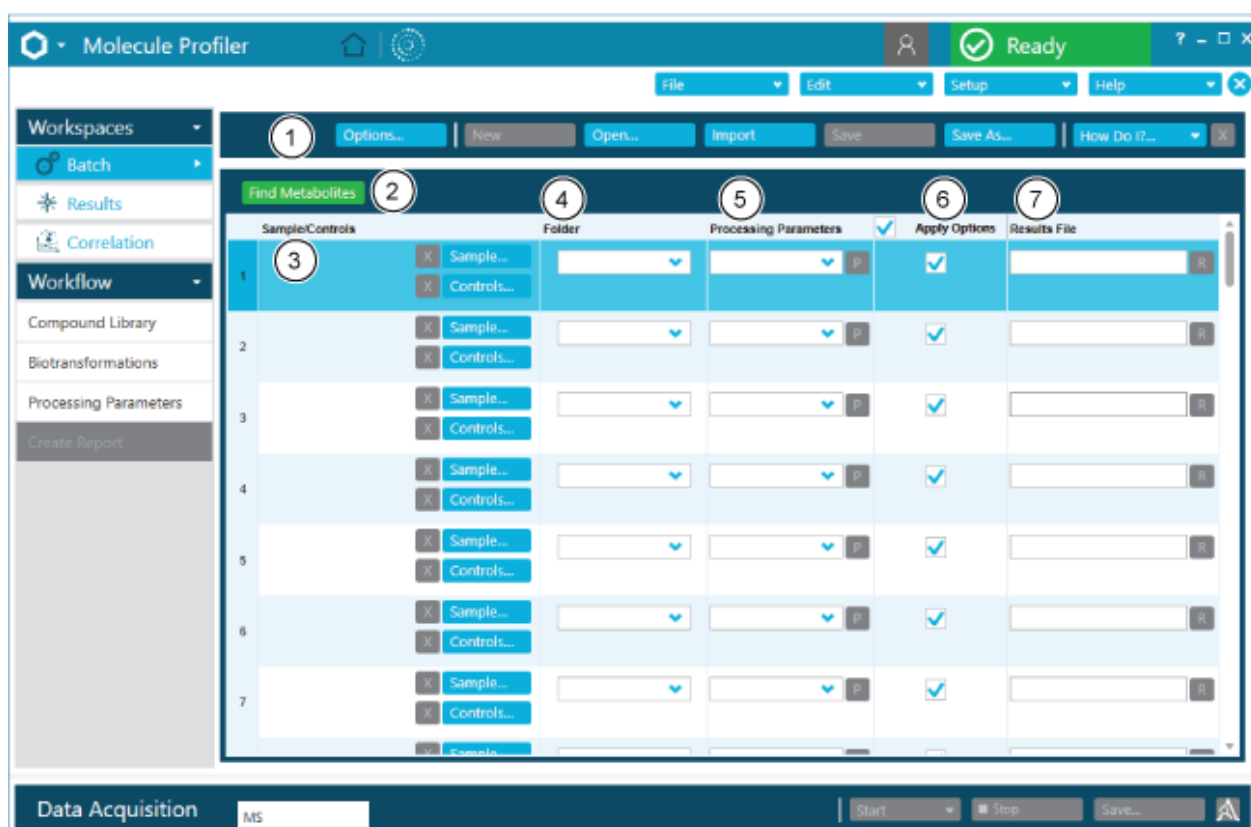 Molecule Profiler
Ready
? - □ X
File Edit Setup Help
Workspaces
Batch
Results
Correlation
Workflow
Compound Library
Biotransformations
Processing Parameters
Create Report
1 Options... New Open... Import Save Save As... How Do I?... X
Find Metabolites 2 4 5 6 7
Sample/Controls Folder Processing Parameters Apply Options Results File
3
1 X Sample... P R
X Controls...
2 X Sample... P R
X Controls...
3 X Sample... P R
X Controls...
4 X Sample... P R
X Controls...
5 X Sample... P R
X Controls...
6 X Sample... P R
X Controls...
7 X Sample... P R
X Controls...
X Sample...
Data Acquisition MS Start Stop Save...